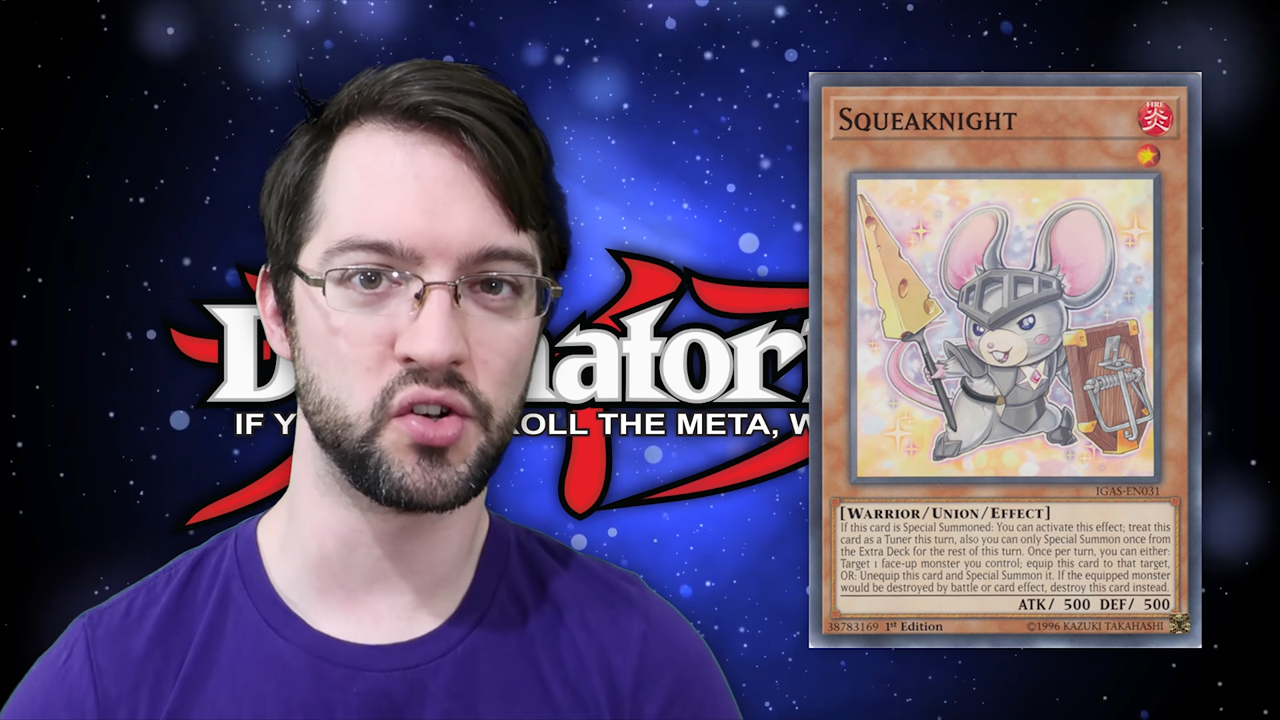 SQUEAKNIGHT
FIRE
炎
IF Y ROLL THE META, W
IGAS-EN031
[WARRIOR/UNION/EFFECT]
If this card is Special Summoned: You can activate this effect; treat this
card as a Tuner this turn, also you can only Special Summon once from
the Extra Deck for the rest of this turn. Once per turn, you can either:
Target 1 face-up monster you control; equip this card to that target,
OR: Unequip this card and Special Summon it. If the equipped monster
would be destroyed by battle or card effect, destroy this card instead.
ATK/ 500 DEF/ 500
38783169 1st Edition ©1996 KAZUKI TAKAHASHI